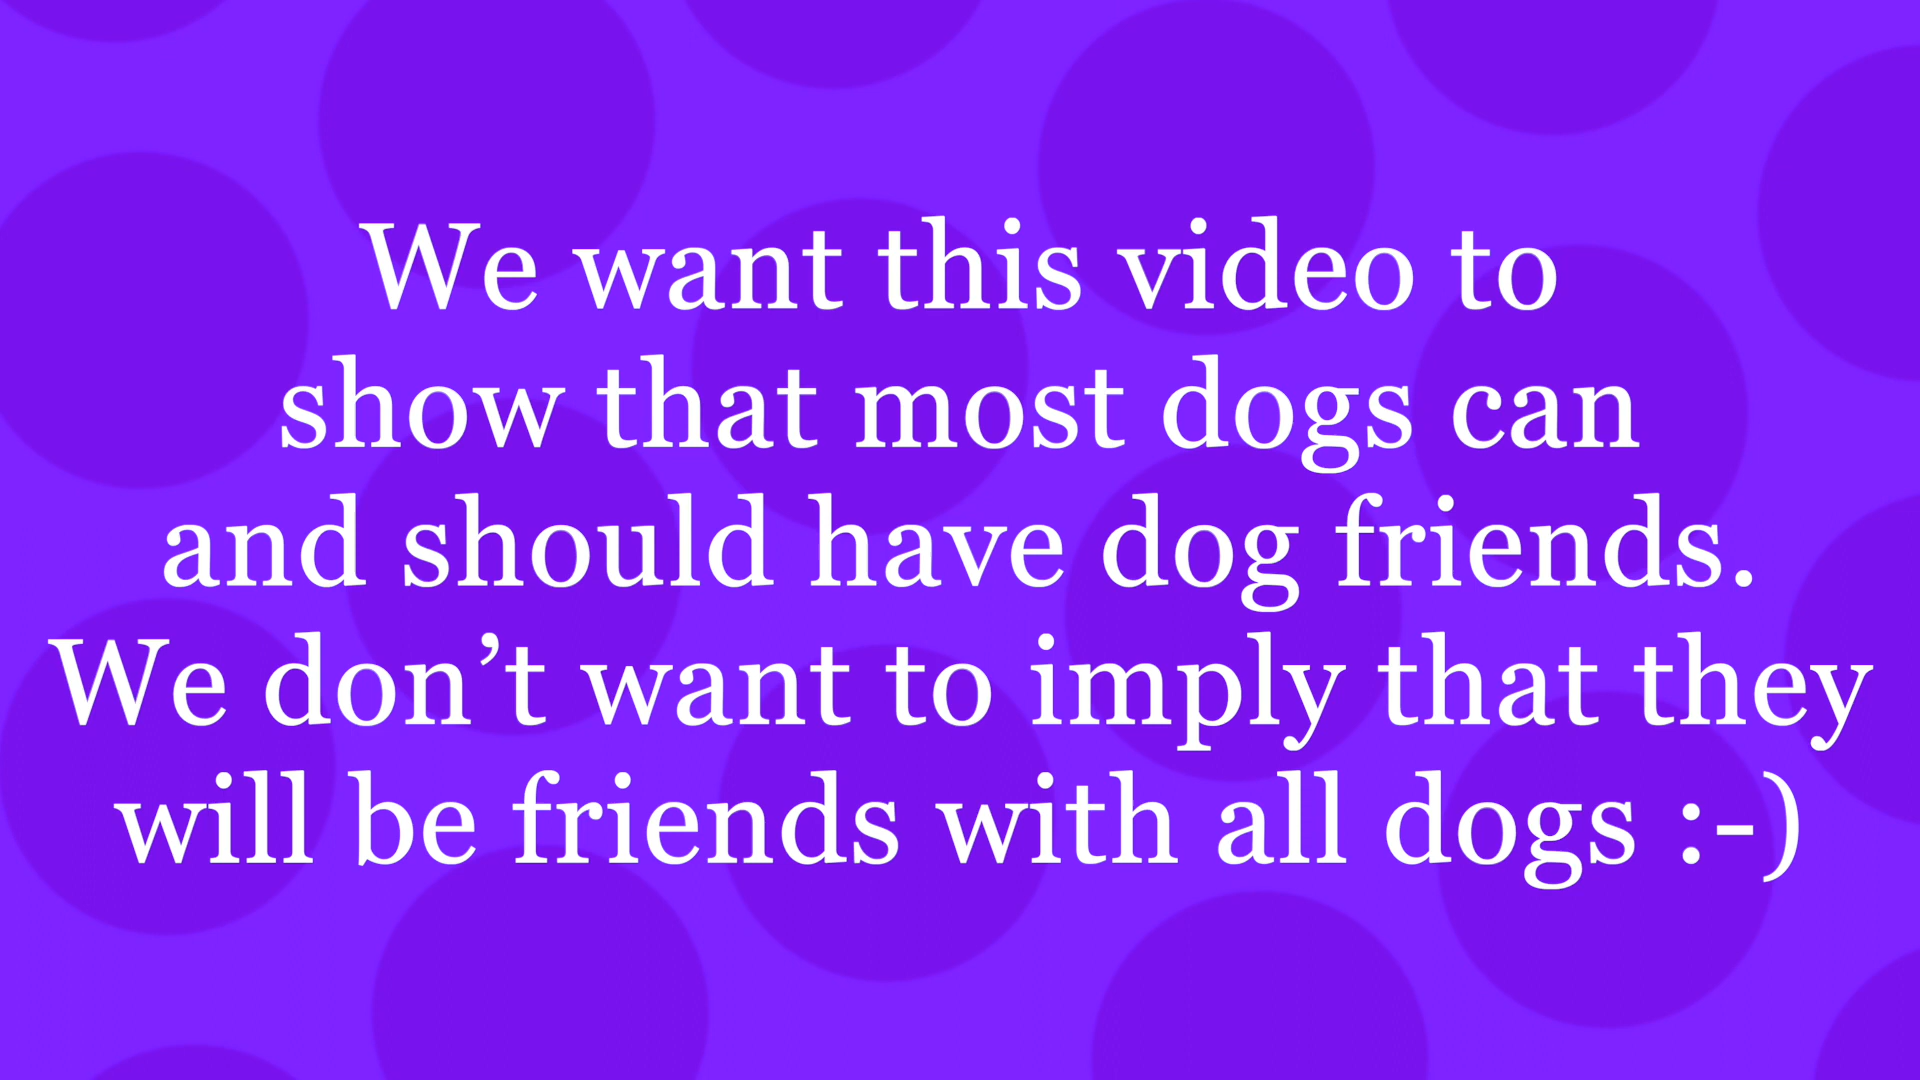 We want this video to
show that most dogs can
and should have dog friends.
We don’t want to imply that they
will be friends with all dogs :-)